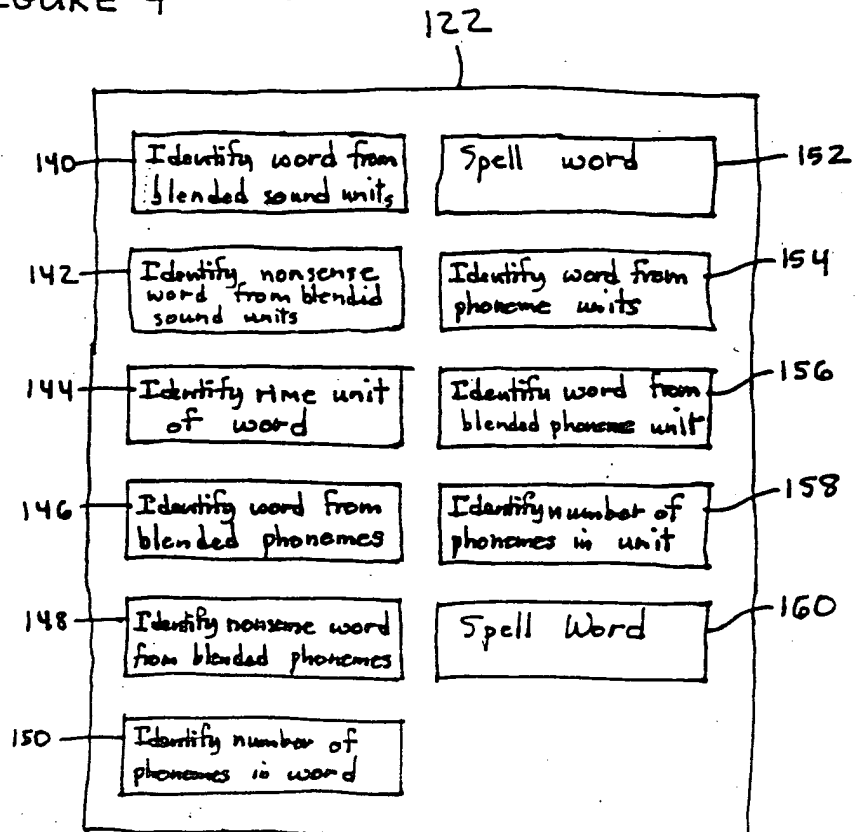 FIGURE 9
122
140
Identify word from
blended sound units
Spell word
152
142
Identify nonsense
word from blendid
sound units
Identify word from
phoneme units
154
144
Identify rime unit
of word
Identify word from
blended phoneme unit
156
146
Identify word from
blended phonemes
Identify number of
phonemes in unit
158
148
Identify nonsense word
from blended phonemes
Spell Word
160
150
Identify number of
phonemes in word